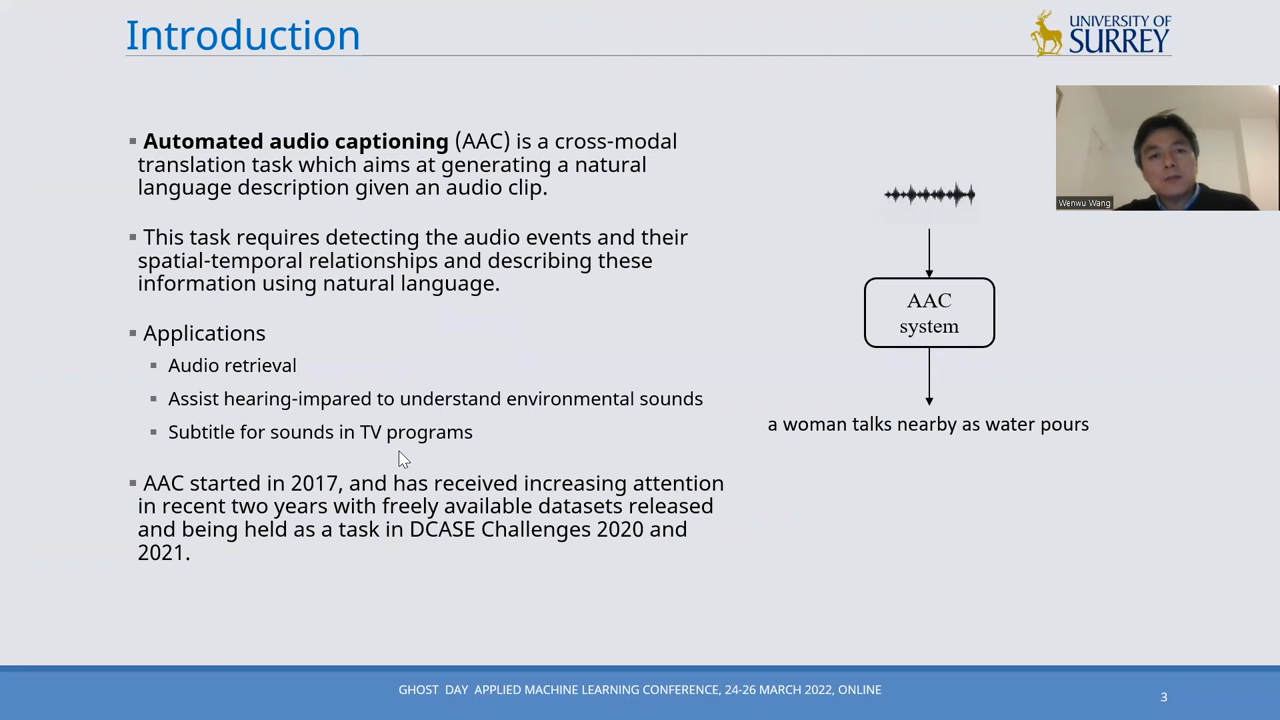 Introduction
UNIVERSITY OF
SURREY
Automated audio captioning (AAC) is a cross-modal
translation task which aims at generating a natural
language description given an audio clip.
This task requires detecting the audio events and their
spatial-temporal relationships and describing these
information using natural language.
Applications
Audio retrieval
Assist hearing-impared to understand environmental sounds
Subtitle for sounds in TV programs
AAC started in 2017, and has received increasing attention
in recent two years with freely available datasets released
and being held as a task in DCASE Challenges 2020 and
2021.
AAC
system
a woman talks nearby as water pours
Wenwu Wang
GHOST DAY APPLIED MACHINE LEARNING CONFERENCE, 24-26 MARCH 2022, ONLINE
3